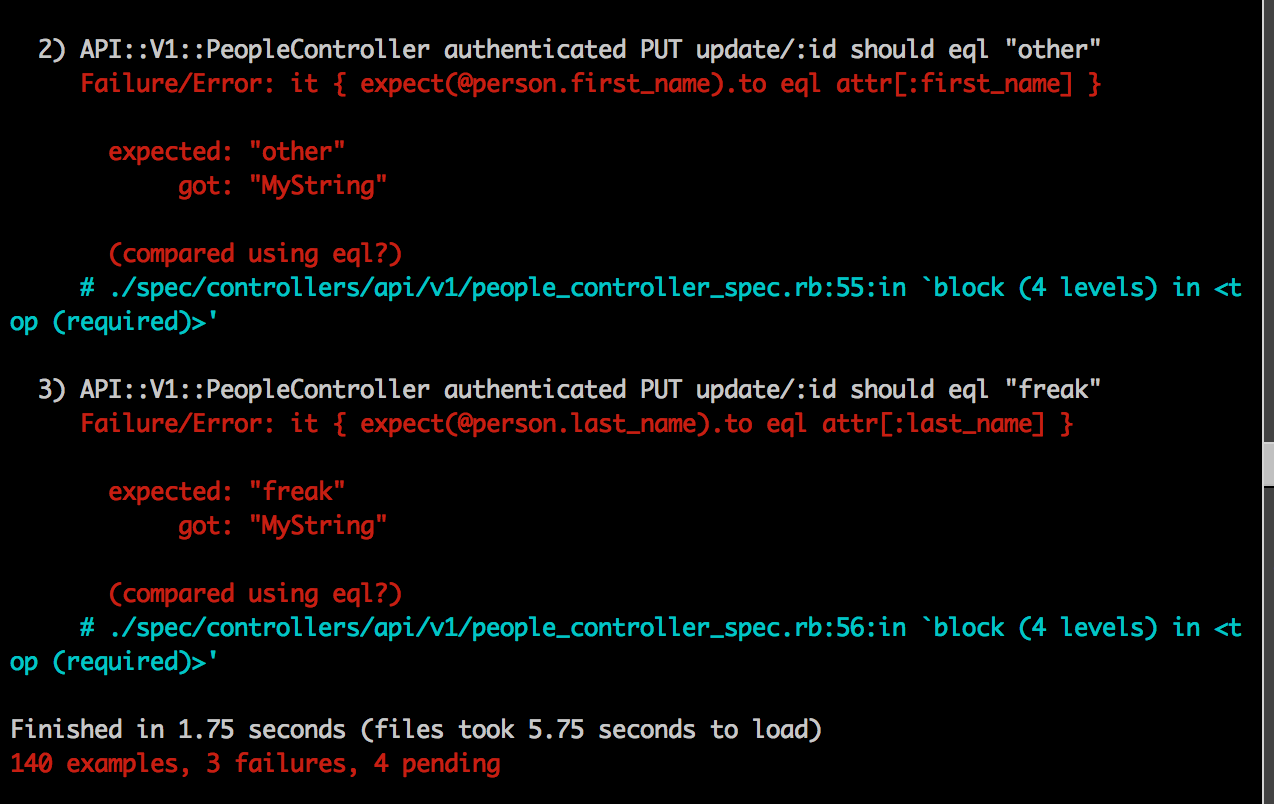 2) API::V1::PeopleController authenticated PUT update/:id should eql "other"
Failure/Error: it { expect(@person.first_name).to eql attr[:first_name] }
expected: "other"
got: "MyString"
(compared using eql?)
# ./spec/controllers/api/v1/people_controller_spec.rb:55:in `block (4 levels) in <t
op (required)>'
3) API::V1::PeopleController authenticated PUT update/:id should eql "freak"
Failure/Error: it { expect(@person.last_name).to eql attr[:last_name] }
expected: "freak"
got: "MyString"
(compared using eql?)
# ./spec/controllers/api/v1/people_controller_spec.rb:56:in `block (4 levels) in <t
op (required)>'
Finished in 1.75 seconds (files took 5.75 seconds to load)
140 examples, 3 failures, 4 pending